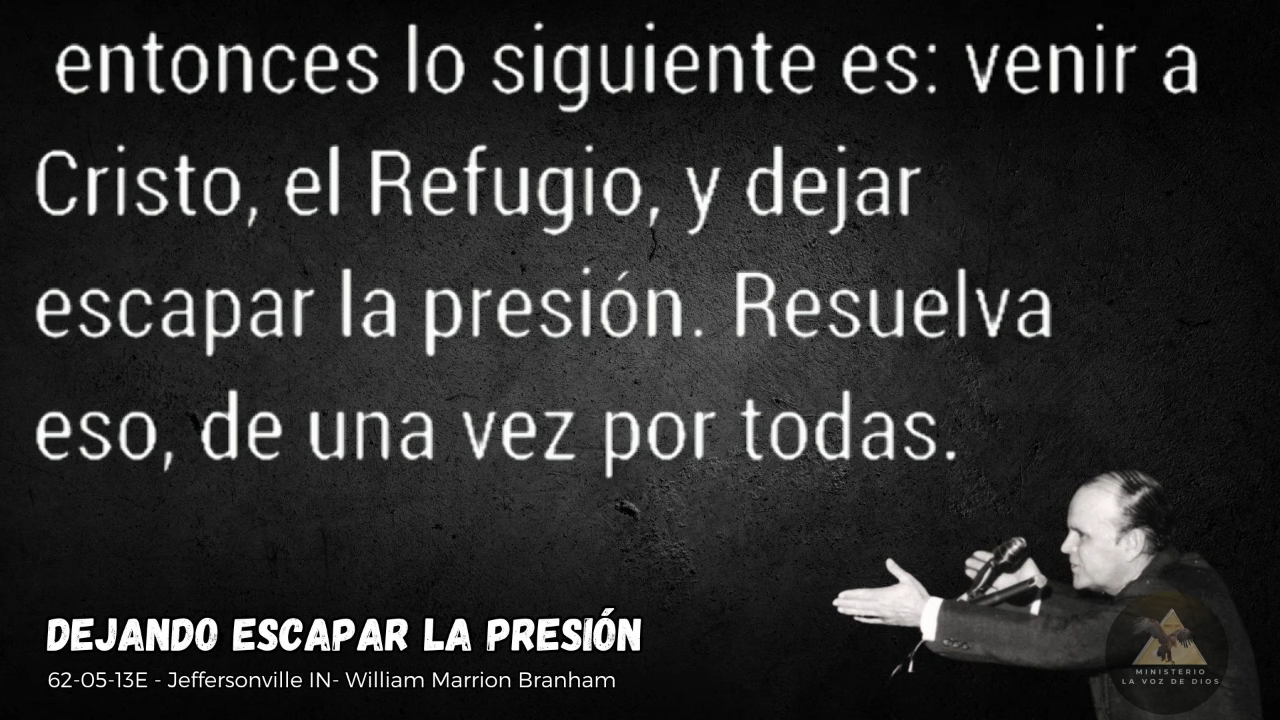 entonces lo siguiente es: venir a
Cristo, el Refugio, y dejar
escapar la presión. Resuelva
eso, de una vez por todas.
DEJANDO ESCAPAR LA PRESIÓN
62-05-13E - Jeffersonville IN- William Marrion Branham
MINISTERIO
LA VOZ DE DIOS